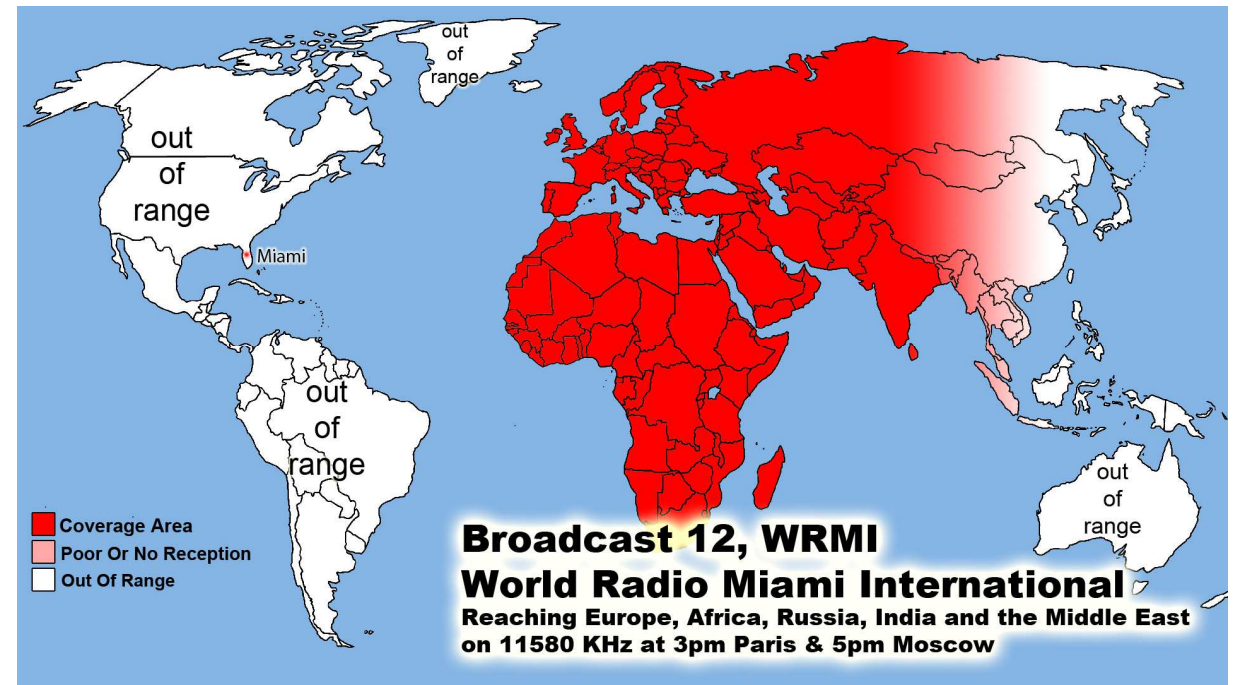 out
of
range
out
of
range
Miami
out
of
range
out
of
range
Coverage Area
Poor Or No Reception
Out Of Range
Broadcast 12, WRMI
World Radio Miami International
Reaching Europe, Africa, Russia, India and the Middle East
on 11580 KHz at 3pm Paris & 5pm Moscow